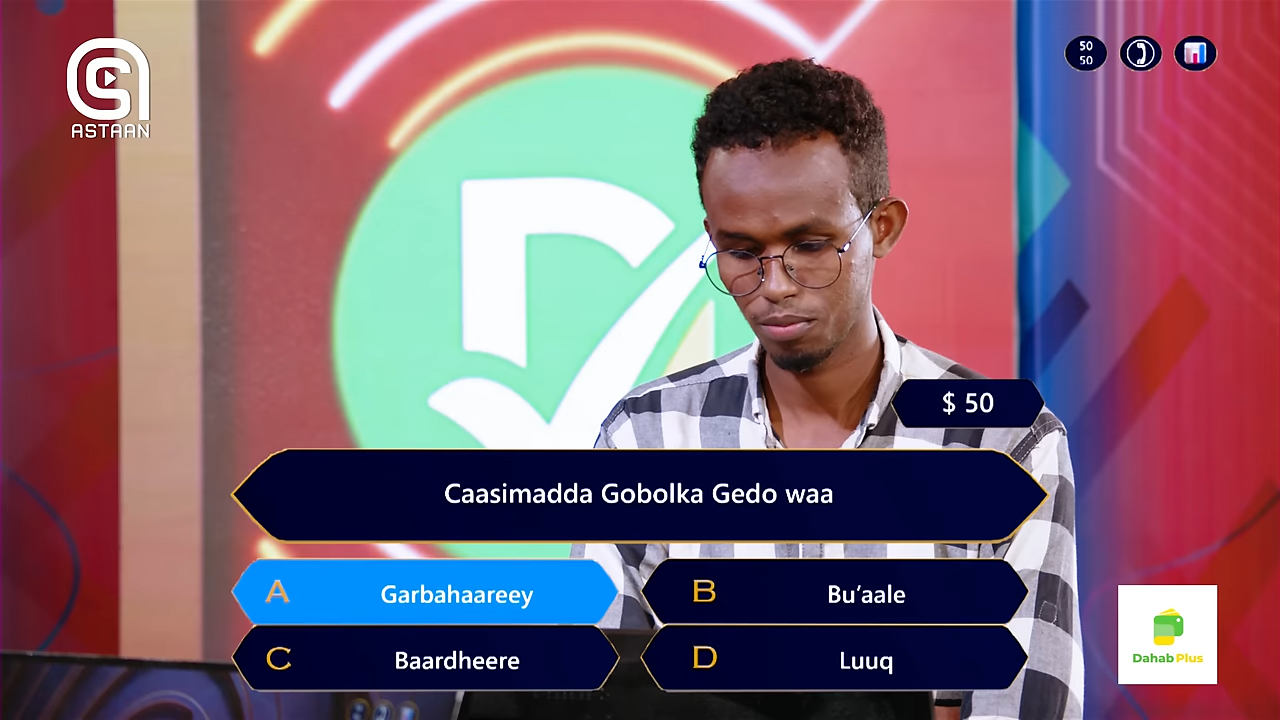 ASTAAN
50
50
$ 50
Caasimadda Gobolka Gedo waa
A Garbahaareey
B Bu’aale
C Baardheere
D Luuq
Dahab Plus